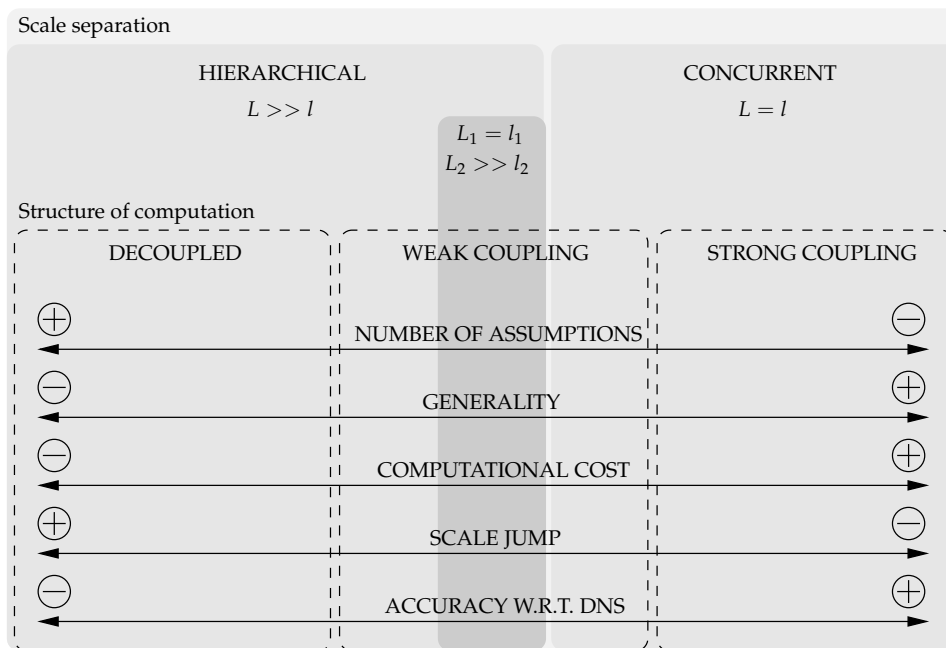 Scale separation
HIERARCHICAL
L >> l
CONCURRENT
L = l
L₁ = l₁
L₂ >> l₂
Structure of computation
DECOUPLED
WEAK COUPLING
STRONG COUPLING
+
NUMBER OF ASSUMPTIONS
−
−
GENERALITY
+
−
COMPUTATIONAL COST
+
+
SCALE JUMP
−
−
ACCURACY W.R.T. DNS
+